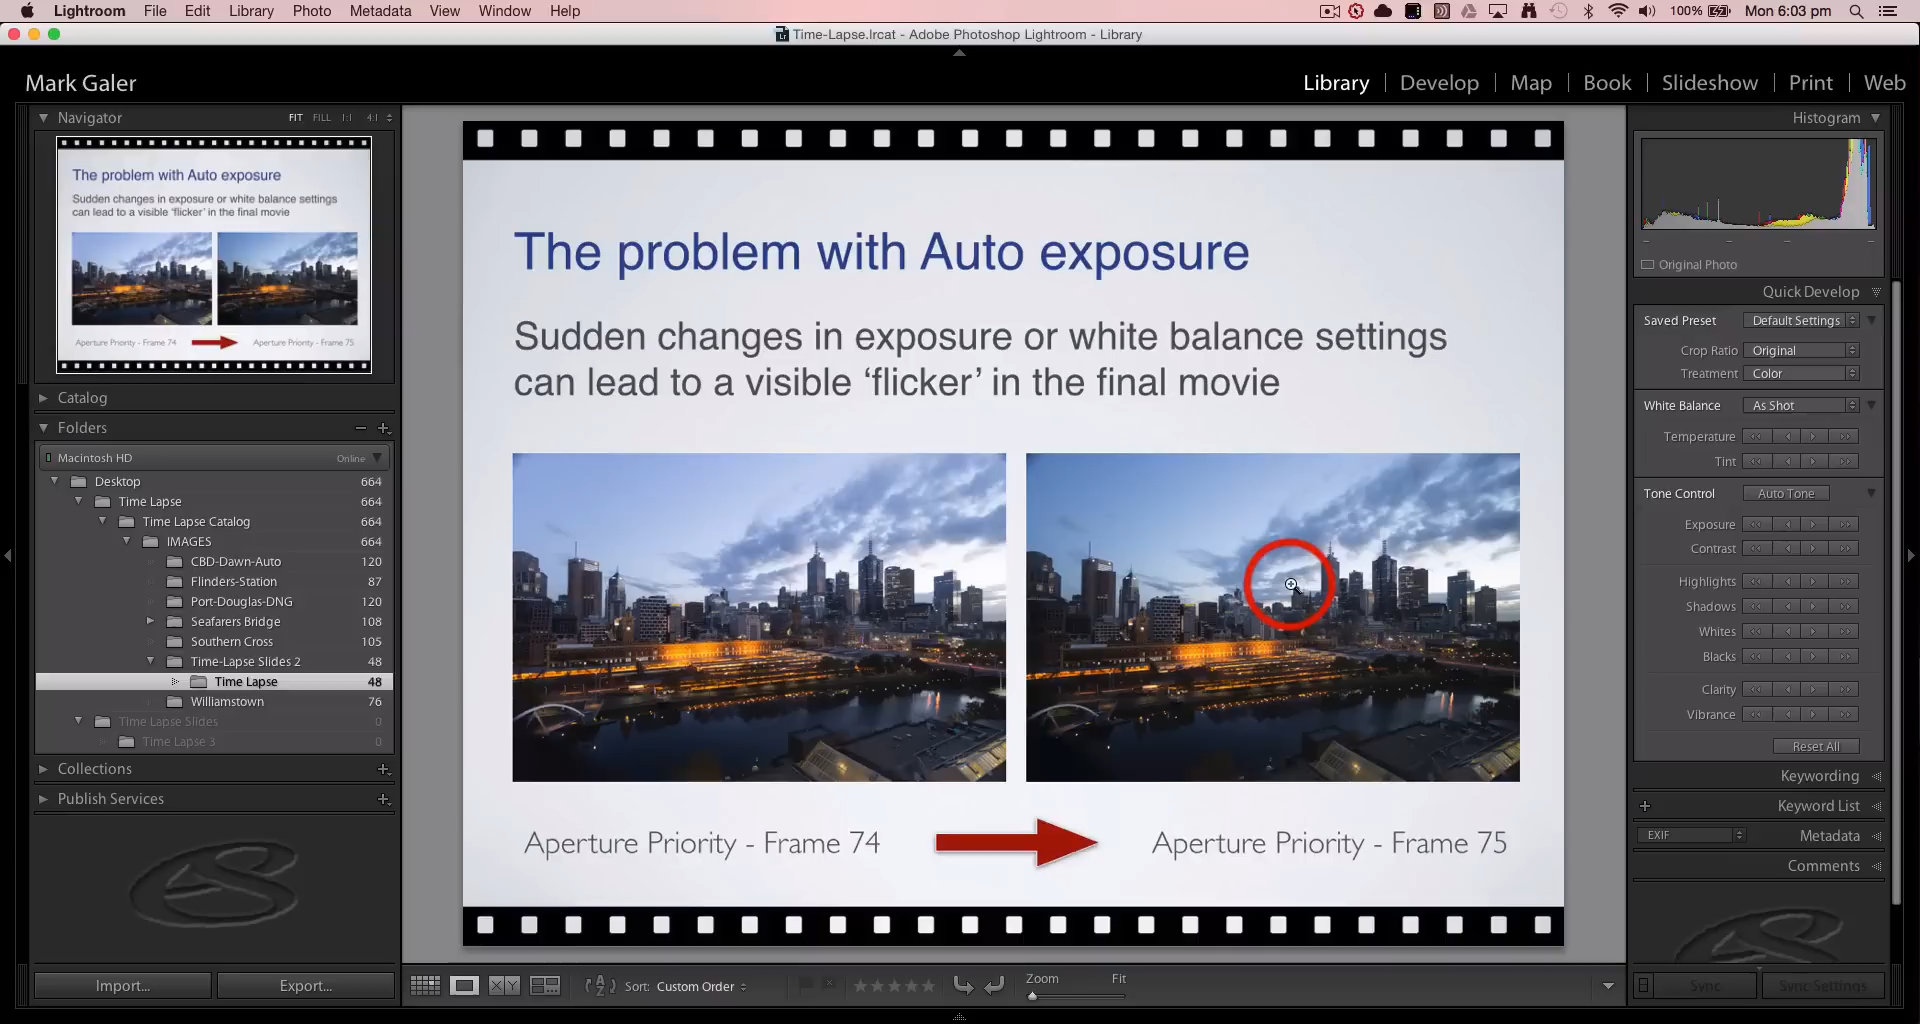 Lightroom File Edit Library Photo Metadata View Window Help 100% Mon 6:03 pm
Time-Lapse.lrcat - Adobe Photoshop Lightroom - Library
Mark Galer
Library Develop Map Book Slideshow Print Web
Navigator FIT FILL 1:1 4:1
The problem with Auto exposure
Sudden changes in exposure or white balance settings
can lead to a visible ‘flicker’ in the final movie
Aperture Priority - Frame 74 Aperture Priority - Frame 75
Catalog
Folders
Macintosh HD Online
Desktop 664
Time Lapse 664
Time Lapse Catalog 664
IMAGES 664
CBD-Dawn-Auto 120
Flinders-Station 87
Port-Douglas-DNG 120
Seafarers Bridge 108
Southern Cross 105
Time-Lapse Slides 2 48
Time Lapse 48
Williamstown 76
Time Lapse Slides 0
Time Lapse 3 0
Collections
Publish Services
Import... Export...
The problem with Auto exposure
Sudden changes in exposure or white balance settings
can lead to a visible ‘flicker’ in the final movie
Aperture Priority - Frame 74 Aperture Priority - Frame 75
XY AZ Sort: Custom Order Zoom Fit
Histogram
Original Photo
Quick Develop
Saved Preset Default Settings
Crop Ratio Original
Treatment Color
White Balance As Shot
Temperature
Tint
Tone Control Auto Tone
Exposure
Contrast
Highlights
Shadows
Whites
Blacks
Clarity
Vibrance
Reset All
Keywording
Keyword List
EXIF Metadata
Comments
Sync Sync Settings